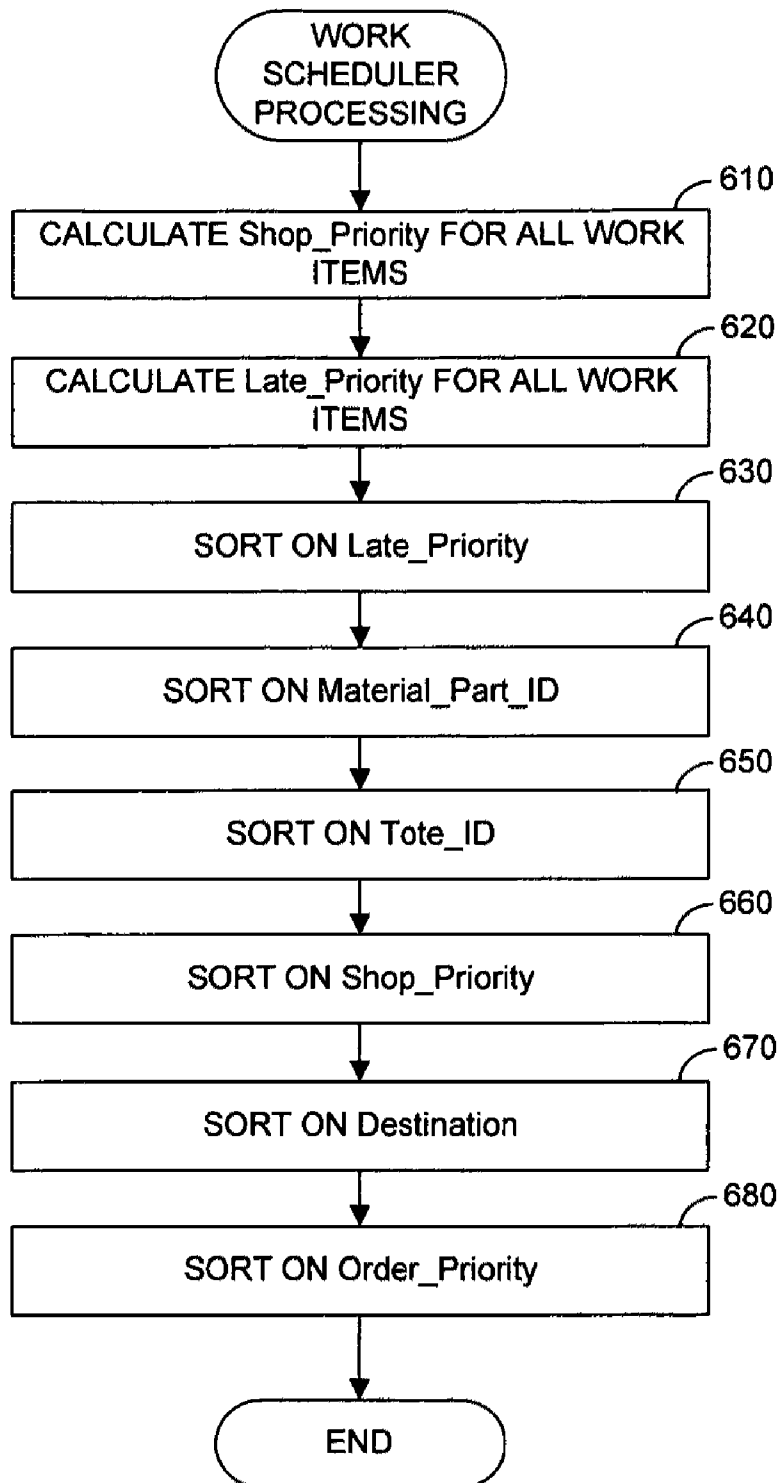 WORK
SCHEDULER
PROCESSING
610
CALCULATE Shop_Priority FOR ALL WORK
ITEMS
620
CALCULATE Late_Priority FOR ALL WORK
ITEMS
630
SORT ON Late_Priority
640
SORT ON Material_Part_ID
650
SORT ON Tote_ID
660
SORT ON Shop_Priority
670
SORT ON Destination
680
SORT ON Order_Priority
END